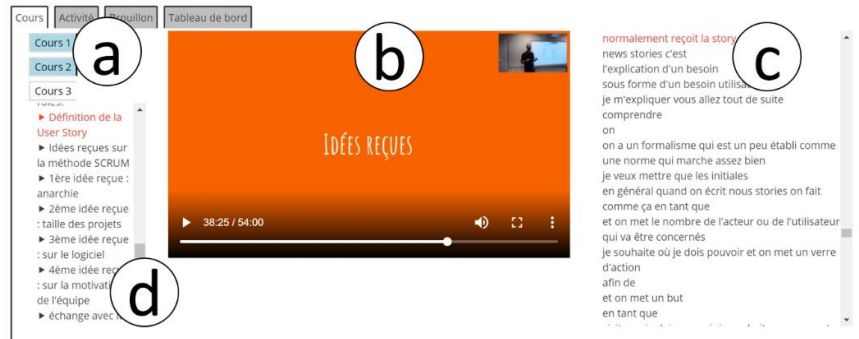 Cours Activité Brouillon Tableau de bord
Cours 1
Cours 2
Cours 3
a
► Définition de la
User Story
► Idées reçues sur
la méthode SCRUM
► 1ère idée reçue :
anarchie
► 2ème idée reçue
: taille des projets
► 3ème idée reçue
: sur le logiciel
► 4ème idée
: sur la
de l'équipe
► échange avec
d
b
IDÉES REÇUES
38:25 / 54:00
c
normalement reçoit la story
news stories c'est
l'explication d'un besoin
sous forme d'un besoin
je m'expliquer vous allez tout de suite
comprendre
on
on a un formalisme qui est un peu établi comme
une norme qui marche assez bien
je veux mettre que les initiales
en général quand on écrit nous stories on fait
comme ça en tant que
et on met le nombre de l'acteur ou de l'utilisateur
qui va être concernés
je souhaite où je dois pouvoir et on met un verre
d'action
afin de
et on met un but
en tant que